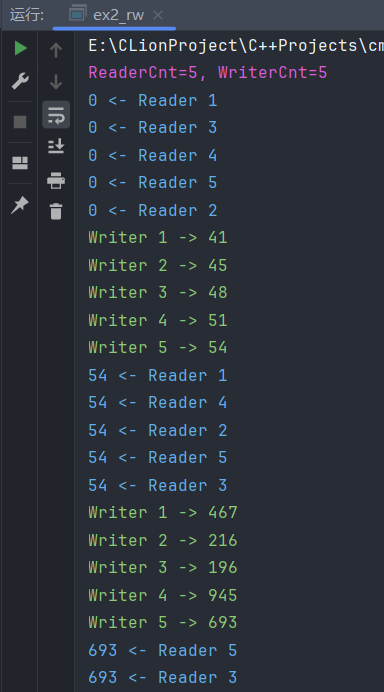 运行: ex2_rw
E:\CLionProject\C++Projects\cm
ReaderCnt=5, WriterCnt=5
0 <- Reader 1
0 <- Reader 3
0 <- Reader 4
0 <- Reader 5
0 <- Reader 2
Writer 1 -> 41
Writer 2 -> 45
Writer 3 -> 48
Writer 4 -> 51
Writer 5 -> 54
54 <- Reader 1
54 <- Reader 4
54 <- Reader 2
54 <- Reader 5
54 <- Reader 3
Writer 1 -> 467
Writer 2 -> 216
Writer 3 -> 196
Writer 4 -> 945
Writer 5 -> 693
693 <- Reader 5
693 <- Reader 3